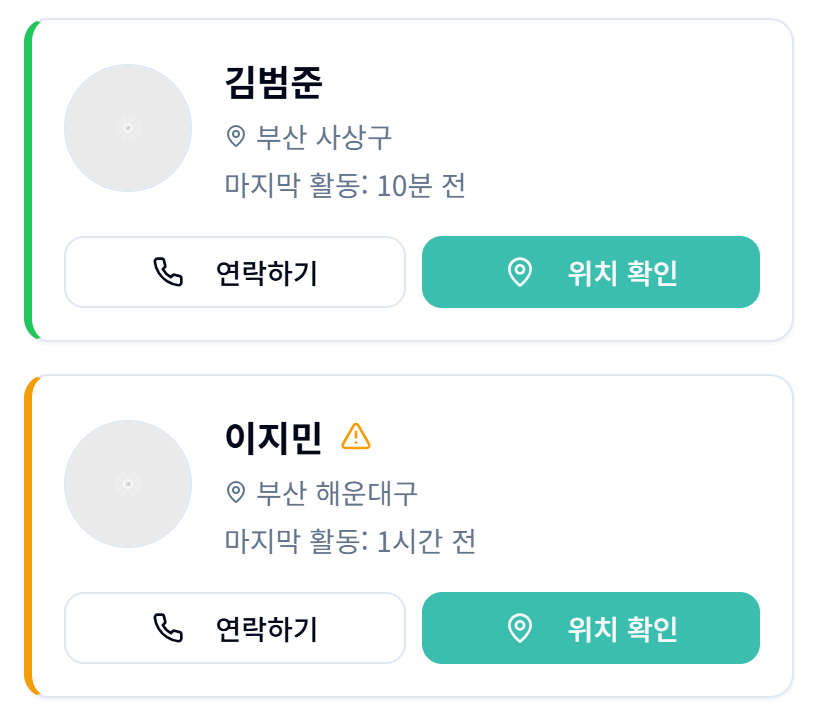 김범준
부산 사상구
마지막 활동: 10분 전
연락하기
위치 확인
이지민
부산 해운대구
마지막 활동: 1시간 전
연락하기
위치 확인